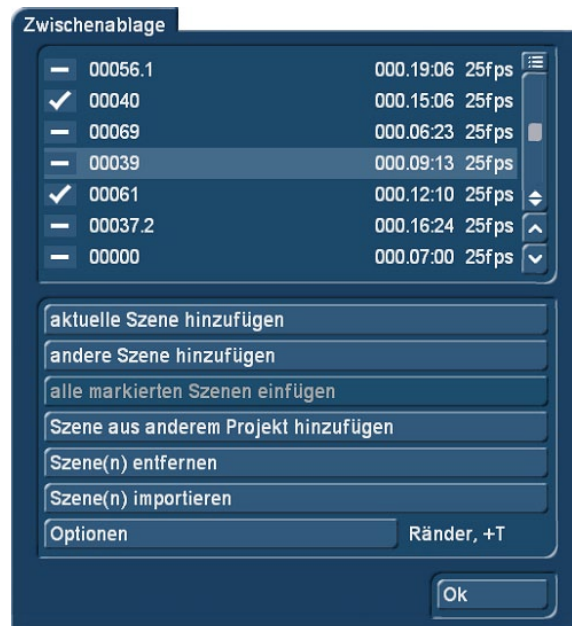 Zwischenablage
00056.1 000.19:06 25fps
00040 000.15:06 25fps
00069 000.06:23 25fps
00039 000.09:13 25fps
00061 000.12:10 25fps
00037.2 000.16:24 25fps
00000 000.07:00 25fps
aktuelle Szene hinzufügen
andere Szene hinzufügen
alle markierten Szenen einfügen
Szene aus anderem Projekt hinzufügen
Szene(n) entfernen
Szene(n) importieren
Optionen Ränder, +T
Ok